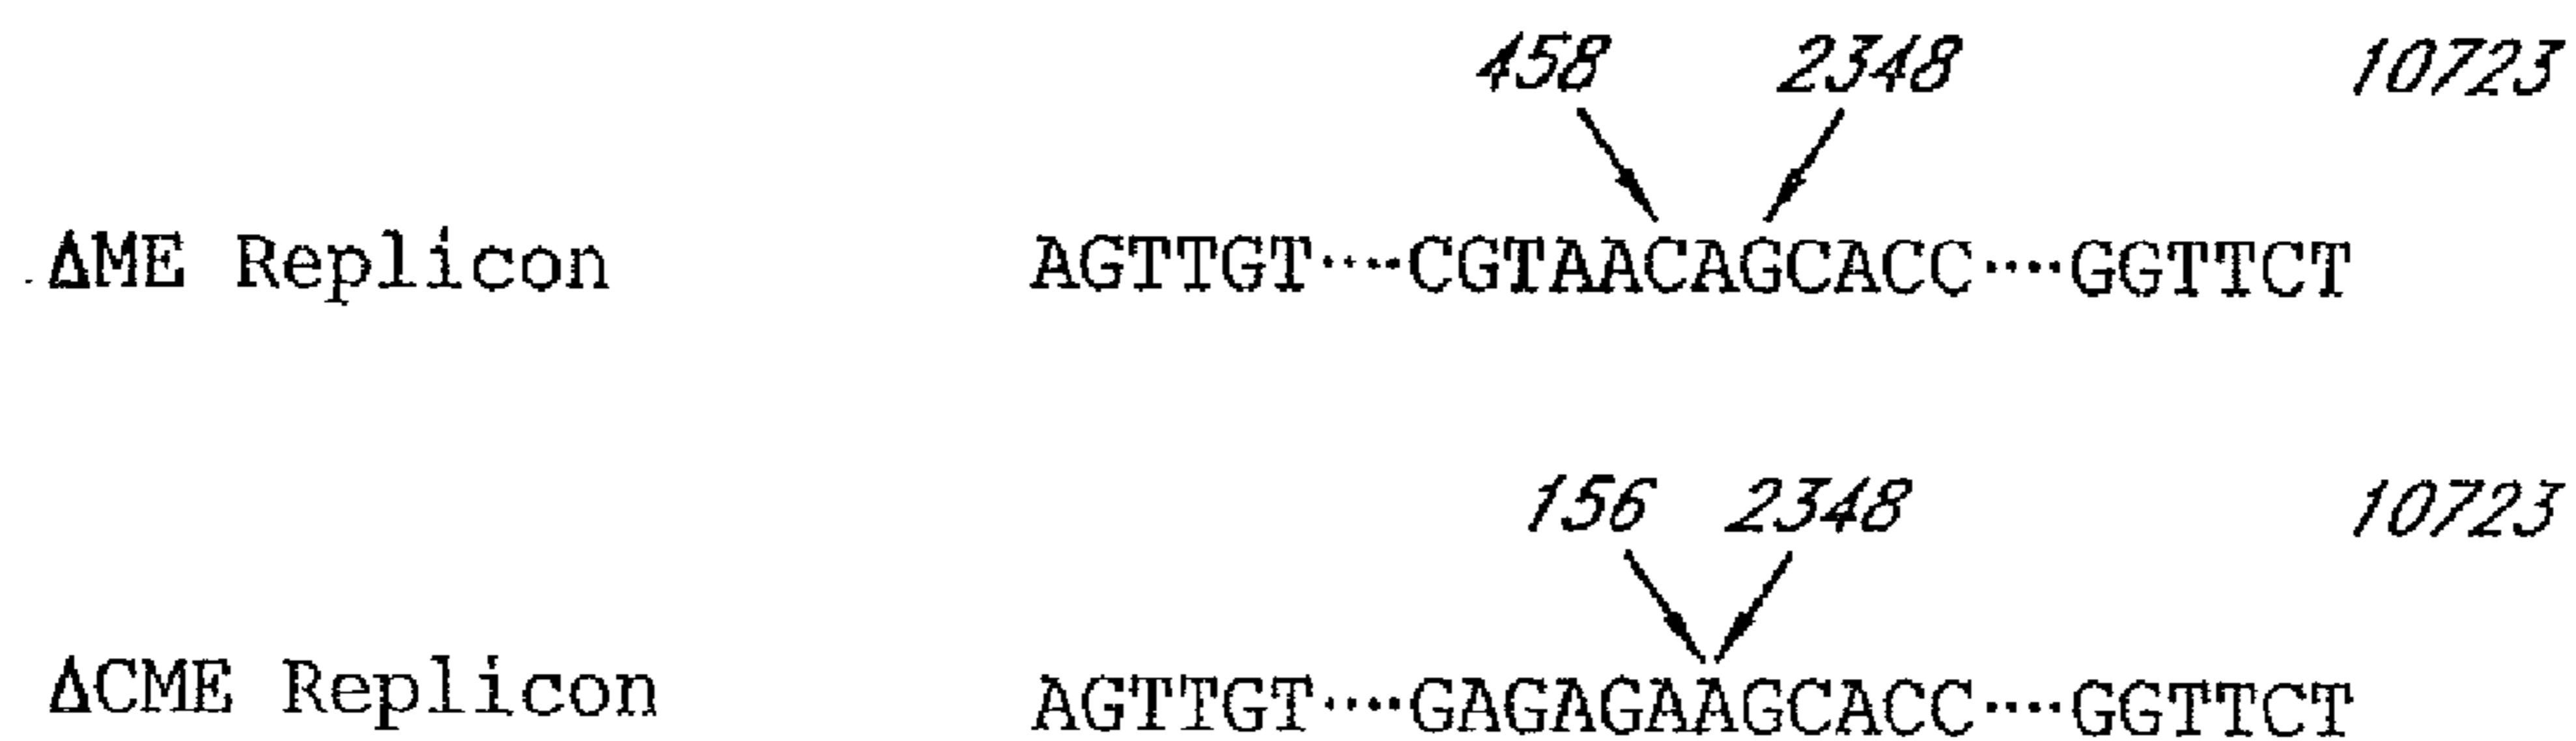 458 2348 10723
ΔME Replicon AGTTGT····CGTAACAGCACC····GGTTCT
156 2348 10723
ΔCME Replicon AGTTGT····GAGAGAAGCACC····GGTTCT